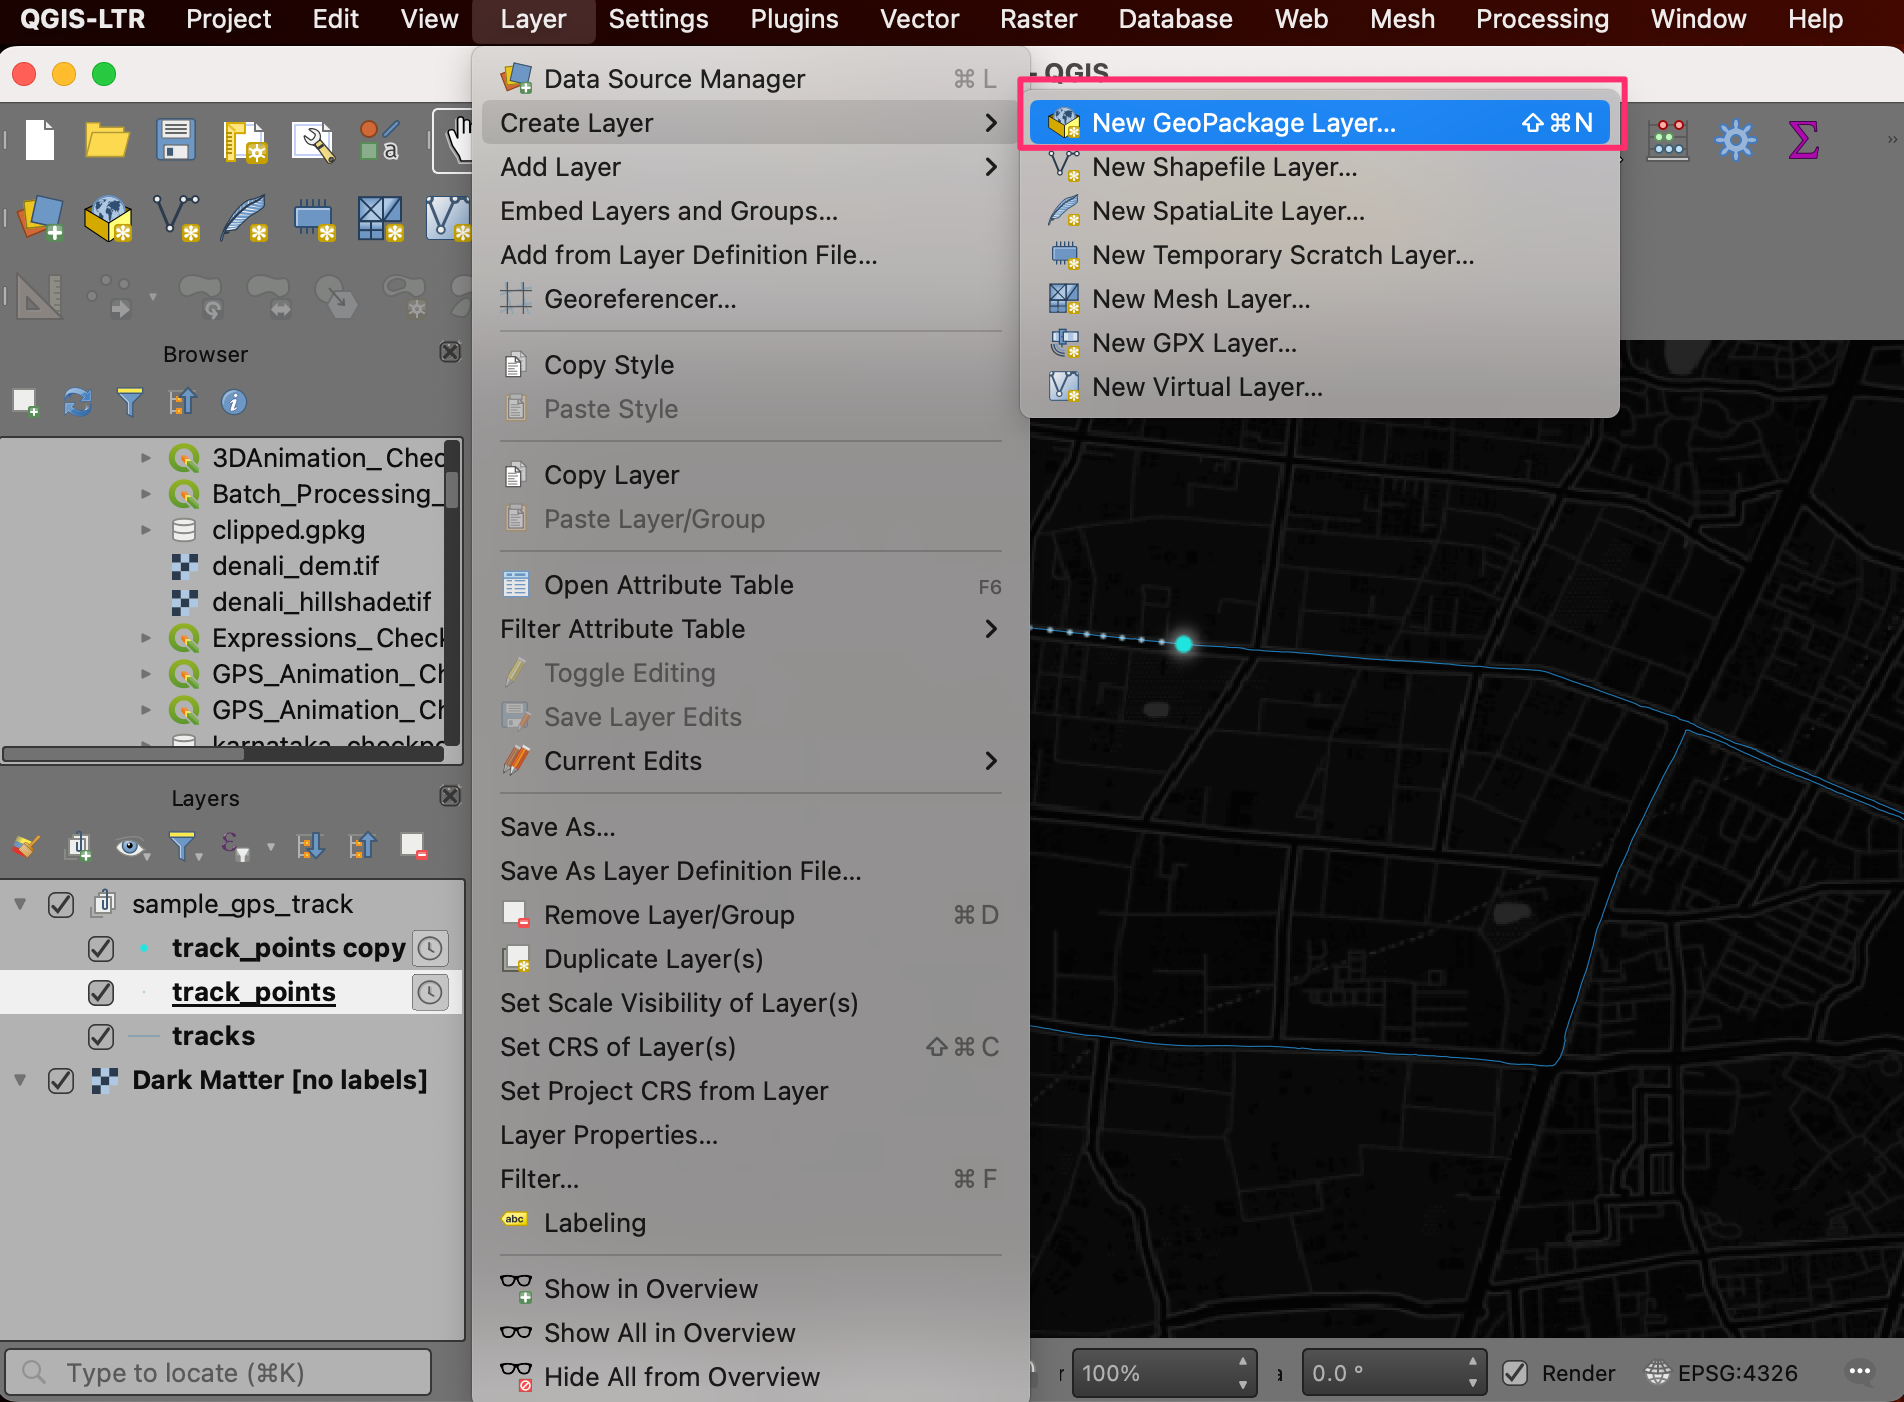 QGIS-LTR Project Edit View Layer Settings Plugins Vector Raster Database Web Mesh Processing Window Help
- QGIS
Data Source Manager ⌘ L
Create Layer
Add Layer
Embed Layers and Groups...
Add from Layer Definition File...
Georeferencer...
Copy Style
Paste Style
Copy Layer
Paste Layer/Group
Open Attribute Table F6
Filter Attribute Table
Toggle Editing
Save Layer Edits
Current Edits
Save As...
Save As Layer Definition File...
Remove Layer/Group ⌘ D
Duplicate Layer(s)
Set Scale Visibility of Layer(s)
Set CRS of Layer(s) ⇧ ⌘ C
Set Project CRS from Layer
Layer Properties...
Filter... ⌘ F
abc Labeling
Show in Overview
Show All in Overview
Hide All from Overview
New GeoPackage Layer... ⇧⌘N
New Shapefile Layer...
New SpatiaLite Layer...
New Temporary Scratch Layer...
New Mesh Layer...
New GPX Layer...
New Virtual Layer...
Browser
3DAnimation_Chec
Batch_Processing_
clipped.gpkg
denali_dem.tif
denali_hillshade.tif
Expressions_Check
GPS_Animation_Ch
GPS_Animation_Ch
karnataka_checkpo
Layers
sample_gps_track
track_points copy
track_points
tracks
Dark Matter [no labels]
Type to locate (⌘K)
100%
0.0 °
Render
EPSG:4326